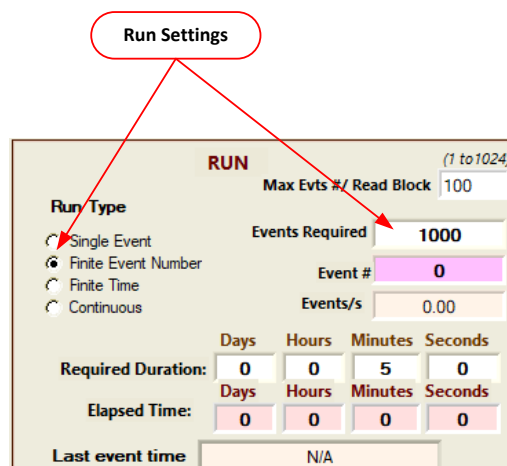 Run Settings
RUN
(1 to1024)
Max Evts #/ Read Block 100
Run Type
Single Event
Events Required 1000
Finite Event Number
Event # 0
Finite Time
Events/s 0.00
Continuous
Days Hours Minutes Seconds
Required Duration: 0 0 5 0
Days Hours Minutes Seconds
Elapsed Time: 0 0 0 0
Last event time N/A